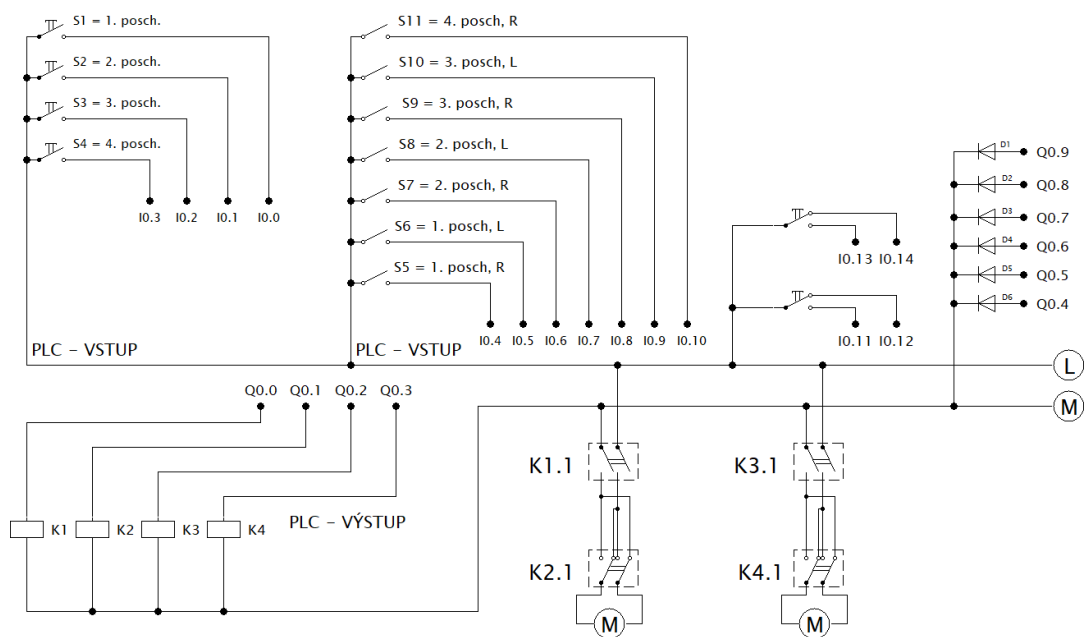 S1 = 1. posch.
S2 = 2. posch.
S3 = 3. posch.
S4 = 4. posch.
I0.3 I0.2 I0.1 I0.0
PLC – VSTUP
S11 = 4. posch, R
S10 = 3. posch, L
S9 = 3. posch, R
S8 = 2. posch, L
S7 = 2. posch, R
S6 = 1. posch, L
S5 = 1. posch, R
I0.4 I0.5 I0.6 I0.7 I0.8 I0.9 I0.10
PLC – VSTUP
I0.13 I0.14
I0.11 I0.12
D1 Q0.9
D2 Q0.8
D3 Q0.7
D4 Q0.6
D5 Q0.5
D6 Q0.4
L
M
Q0.0 Q0.1 Q0.2 Q0.3
K1 K2 K3 K4
PLC – VÝSTUP
K1.1
K2.1
M
K3.1
K4.1
M